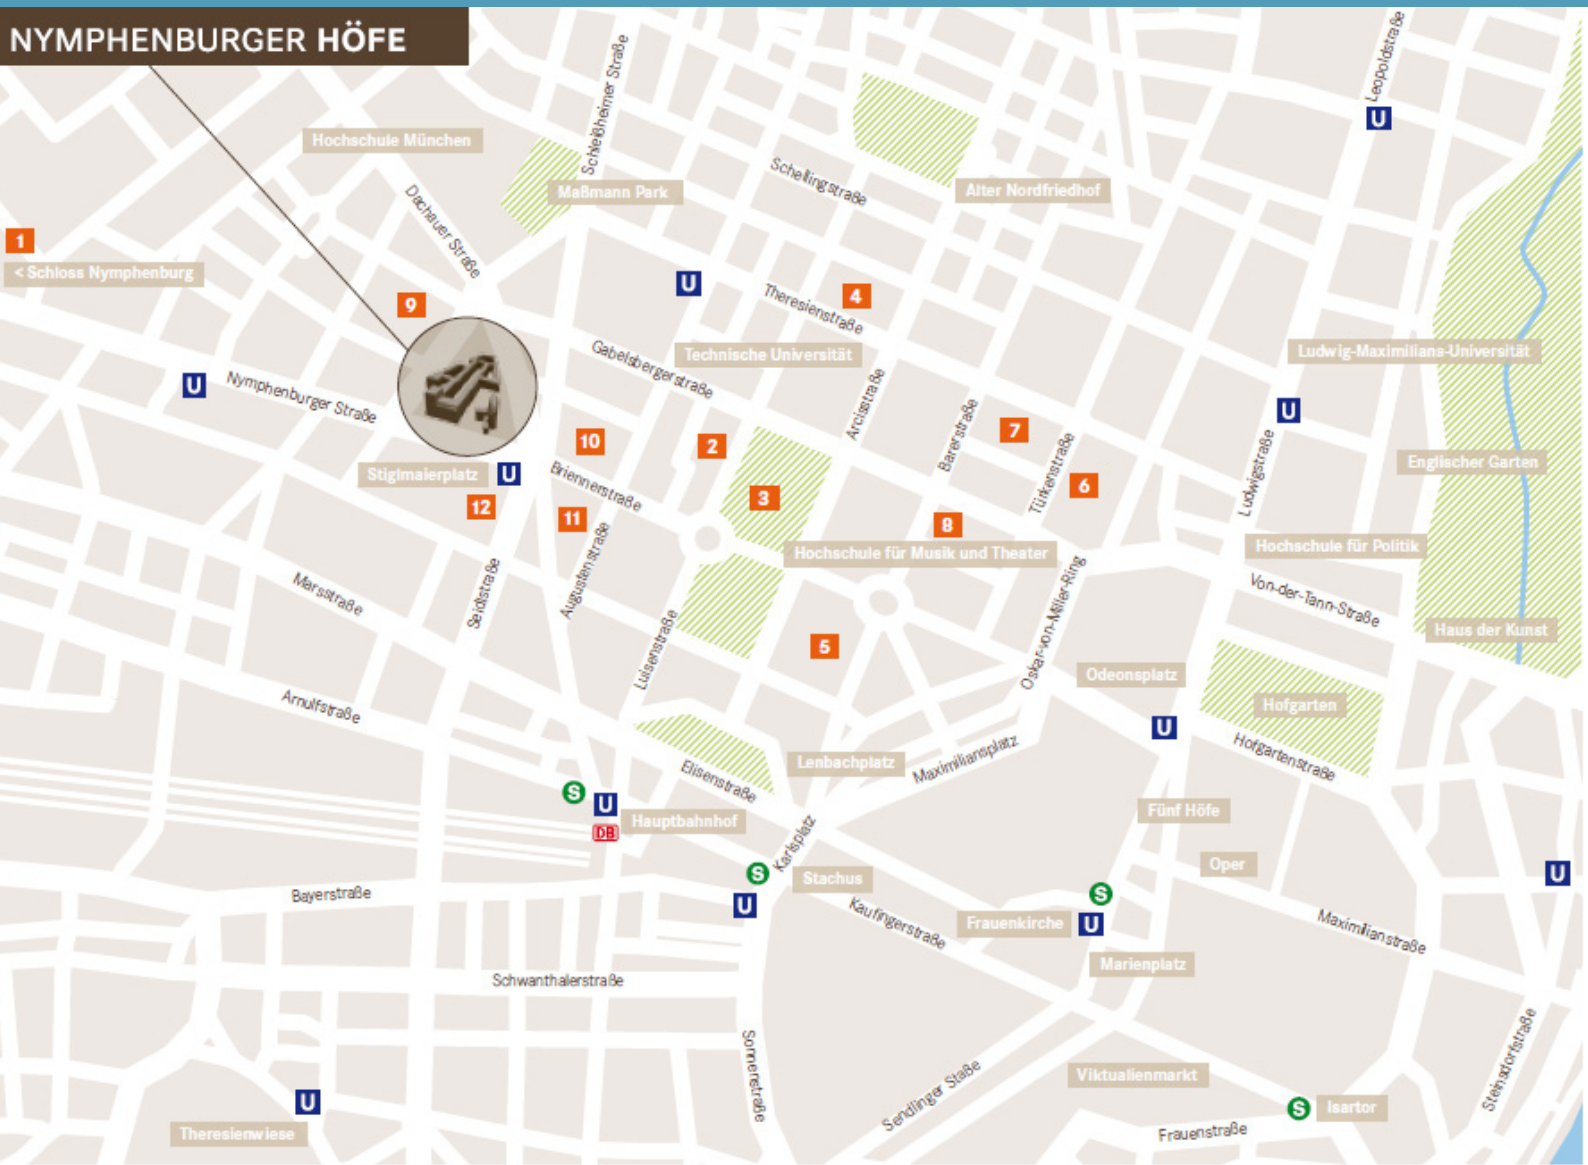 NYMPHENBURGER HÖFE
Leopoldstraße
U
Schleißheimer Straße
Hochschule München
Maßmann Park
Schellingstraße
Alter Nordfriedhof
Dachauer Straße
1
< Schloss Nymphenburg
9
U
4
Theresienstraße
Technische Universität
Gabelsbergerstraße
Ludwig-Maximilians-Universität
U
Nymphenburger Straße
Arcisstraße
Barerstraße
7
U
Türkenstraße
Ludwigstraße
10
2
Englischer Garten
Stiglmaierplatz
U
Briennerstraße
3
6
12
11
8
Hochschule für Musik und Theater
Hochschule für Politik
Augustenstraße
Seidlstraße
Marsstraße
Oskar-von-Miller-Ring
Von-der-Tann-Straße
Haus der Kunst
Luisenstraße
5
Odeonsplatz
Hofgarten
Arnulfstraße
U
Hofgartenstraße
Lenbachplatz
Maximiliansplatz
Elisenstraße
S
U
DB
Hauptbahnhof
Fünf Höfe
Karlsplatz
Oper
S
Stachus
U
U
Bayerstraße
Kaufingerstraße
S
Frauenkirche
U
Maximilianstraße
Marienplatz
Schwanthalerstraße
Sonnenstraße
Sendlinger Staße
Viktualienmarkt
Steinsdorfstraße
U
Theresienwiese
S
Isartor
Frauenstraße